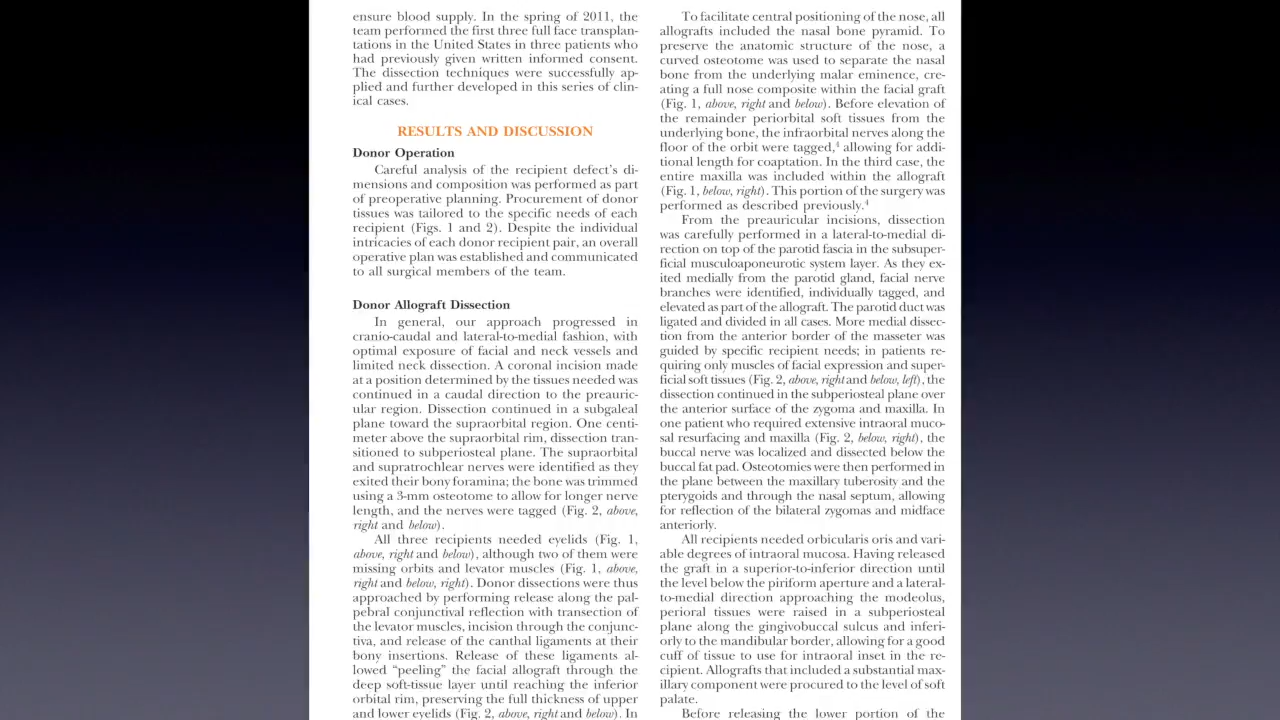 ensure blood supply. In the spring of 2011, the
team performed the first three full face transplan-
tations in the United States in three patients who
had previously given written informed consent.
The dissection techniques were successfully ap-
plied and further developed in this series of clin-
ical cases.
RESULTS AND DISCUSSION
Donor Operation
Careful analysis of the recipient defect's di-
mensions and composition was performed as part
of preoperative planning. Procurement of donor
tissues was tailored to the specific needs of each
recipient (Figs. 1 and 2). Despite the individual
intricacies of each donor recipient pair, an overall
operative plan was established and communicated
to all surgical members of the team.
Donor Allograft Dissection
In general, our approach progressed in
cranio-caudal and lateral-to-medial fashion, with
optimal exposure of facial and neck vessels and
limited neck dissection. A coronal incision made
at a position determined by the tissues needed was
continued in a caudal direction to the preauric-
ular region. Dissection continued in a subgaleal
plane toward the supraorbital region. One centi-
meter above the supraorbital rim, dissection tran-
sitioned to subperiosteal plane. The supraorbital
and supratrochlear nerves were identified as they
exited their bony foramina; the bone was trimmed
using a 3-mm osteotome to allow for longer nerve
length, and the nerves were tagged (Fig. 2, above,
right and below).
All three recipients needed eyelids (Fig. 1,
above, right and below), although two of them were
missing orbits and levator muscles (Fig. 1, above,
right and below, right). Donor dissections were thus
approached by performing release along the pal-
pebral conjunctival reflection with transection of
the levator muscles, incision through the conjunc-
tiva, and release of the canthal ligaments at their
bony insertions. Release of these ligaments al-
lowed “peeling” the facial allograft through the
deep soft-tissue layer until reaching the inferior
orbital rim, preserving the full thickness of upper
and lower eyelids (Fig. 2, above, right and below). In
To facilitate central positioning of the nose, all
allografts included the nasal bone pyramid. To
preserve the anatomic structure of the nose, a
curved osteotome was used to separate the nasal
bone from the underlying malar eminence, cre-
ating a full nose composite within the facial graft
(Fig. 1, above, right and below). Before elevation of
the remainder periorbital soft tissues from the
underlying bone, the infraorbital nerves along the
floor of the orbit were tagged,4 allowing for addi-
tional length for coaptation. In the third case, the
entire maxilla was included within the allograft
(Fig. 1, below, right). This portion of the surgery was
performed as described previously.4
From the preauricular incisions, dissection
was carefully performed in a lateral-to-medial di-
rection on top of the parotid fascia in the subsuper-
ficial musculoaponeurotic system layer. As they ex-
ited medially from the parotid gland, facial nerve
branches were identified, individually tagged, and
elevated as part of the allograft. The parotid duct was
ligated and divided in all cases. More medial dissec-
tion from the anterior border of the masseter was
guided by specific recipient needs; in patients re-
quiring only muscles of facial expression and super-
ficial soft tissues (Fig. 2, above, right and below, left), the
dissection continued in the subperiosteal plane over
the anterior surface of the zygoma and maxilla. In
one patient who required extensive intraoral muco-
sal resurfacing and maxilla (Fig. 2, below, right), the
buccal nerve was localized and dissected below the
buccal fat pad. Osteotomies were then performed in
the plane between the maxillary tuberosity and the
pterygoids and through the nasal septum, allowing
for reflection of the bilateral zygomas and midface
anteriorly.
All recipients needed orbicularis oris and vari-
able degrees of intraoral mucosa. Having released
the graft in a superior-to-inferior direction until
the level below the piriform aperture and a lateral-
to-medial direction approaching the modeolus,
perioral tissues were raised in a subperiosteal
plane along the gingivobuccal sulcus and inferi-
orly to the mandibular border, allowing for a good
cuff of tissue to use for intraoral inset in the re-
cipient. Allografts that included a substantial max-
illary component were procured to the level of soft
palate.
Before releasing the lower portion of the